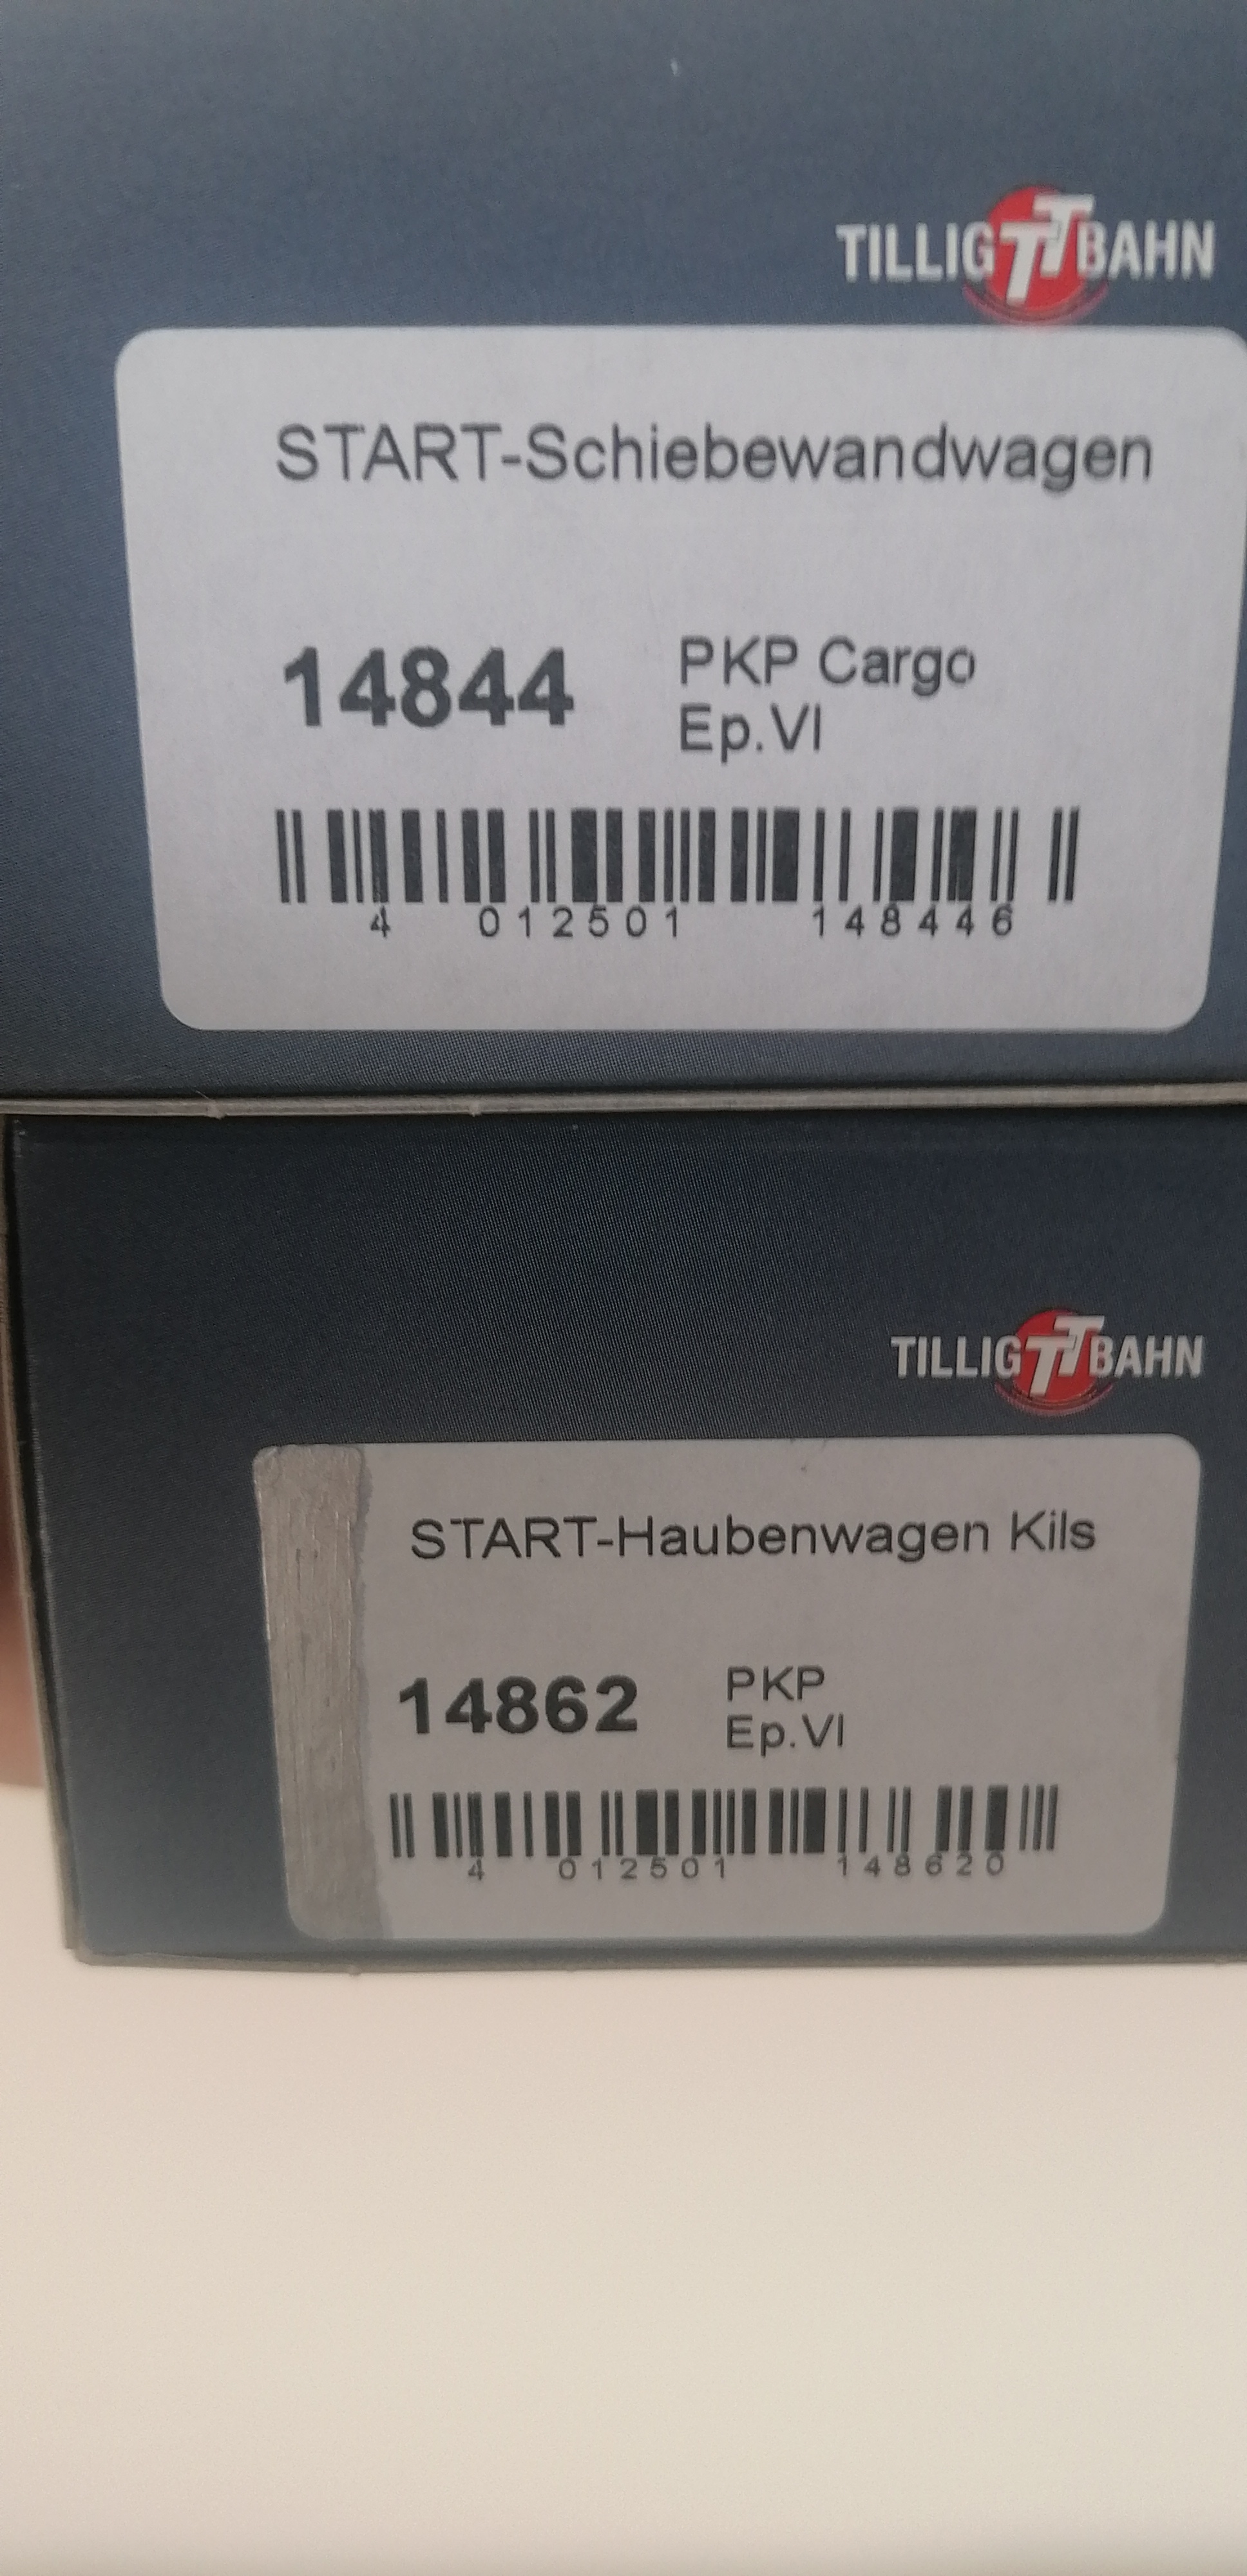 TILLIG TT BAHN
START-Schiebewandwagen
14844 PKP Cargo
Ep.VI
4 012501 148446
TILLIG TT BAHN
START-Haubenwagen Kils
14862 PKP
Ep.VI
4 012501 148620